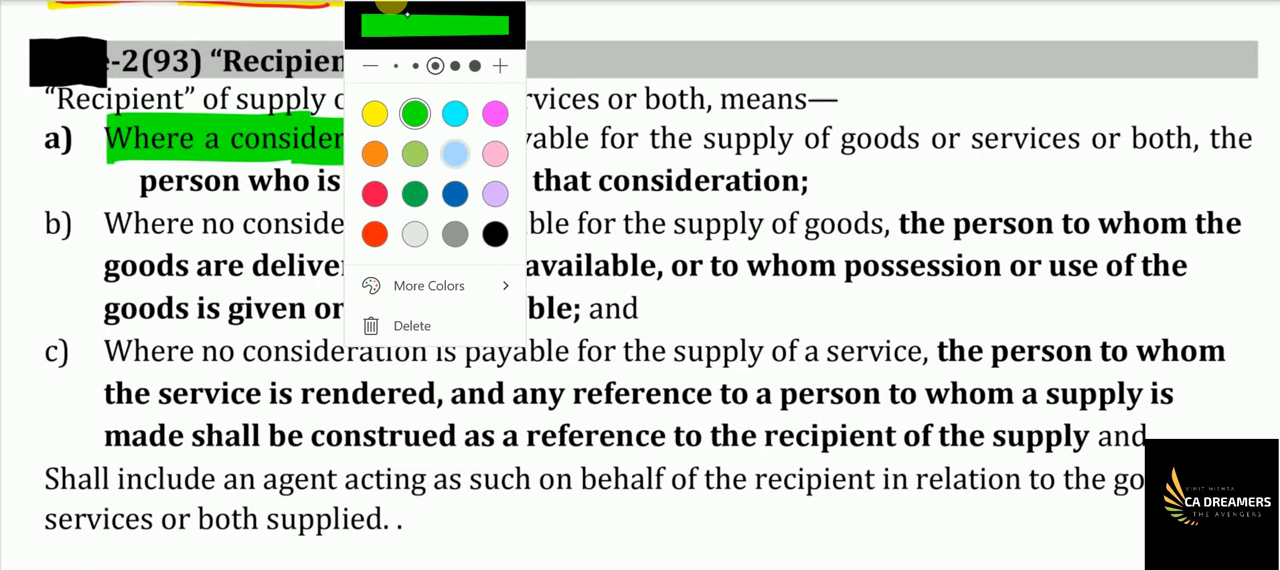 -2(93) “Recipien
“Recipient” of supply rvices or both, means—
a) Where a consider yable for the supply of goods or services or both, the
person who is that consideration;
b) Where no conside ble for the supply of goods, the person to whom the
goods are delive available, or to whom possession or use of the
goods is given or ble; and
More Colors
Delete
c) Where no consideration is payable for the supply of a service, the person to whom
the service is rendered, and any reference to a person to whom a supply is
made shall be construed as a reference to the recipient of the supply and
Shall include an agent acting as such on behalf of the recipient in relation to the go
services or both supplied. .
VINIT MISHRA
CA DREAMERS
THE AVENGERS